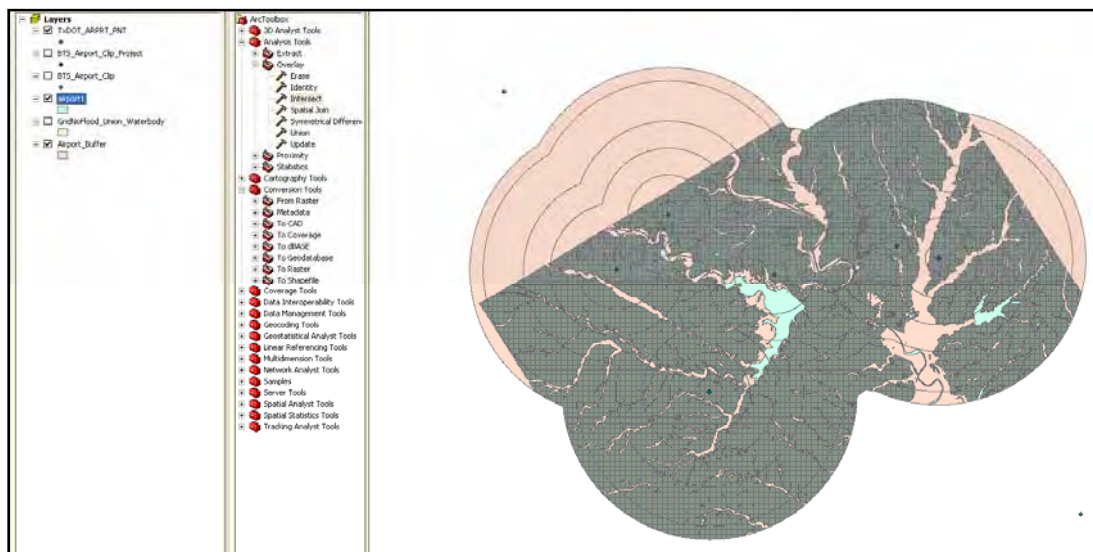 Layers
TxDOT_ARPRT_PNT
BTS_Airport_Clip_Project
BTS_Airport_Clip
airport1
GridNoFlood_Union_Waterbody
Airport_Buffer
ArcToolbox
3D Analyst Tools
Analysis Tools
Extract
Overlay
Erase
Identity
Intersect
Spatial Join
Symmetrical Differen
Union
Update
Proximity
Statistics
Cartography Tools
Conversion Tools
From Raster
Metadata
To CAD
To Coverage
To dBASE
To Geodatabase
To Raster
To Shapefile
Coverage Tools
Data Interoperability Tools
Data Management Tools
Geocoding Tools
Geostatistical Analyst Tools
Linear Referencing Tools
Multidimension Tools
Network Analyst Tools
Samples
Server Tools
Spatial Analyst Tools
Spatial Statistics Tools
Tracking Analyst Tools